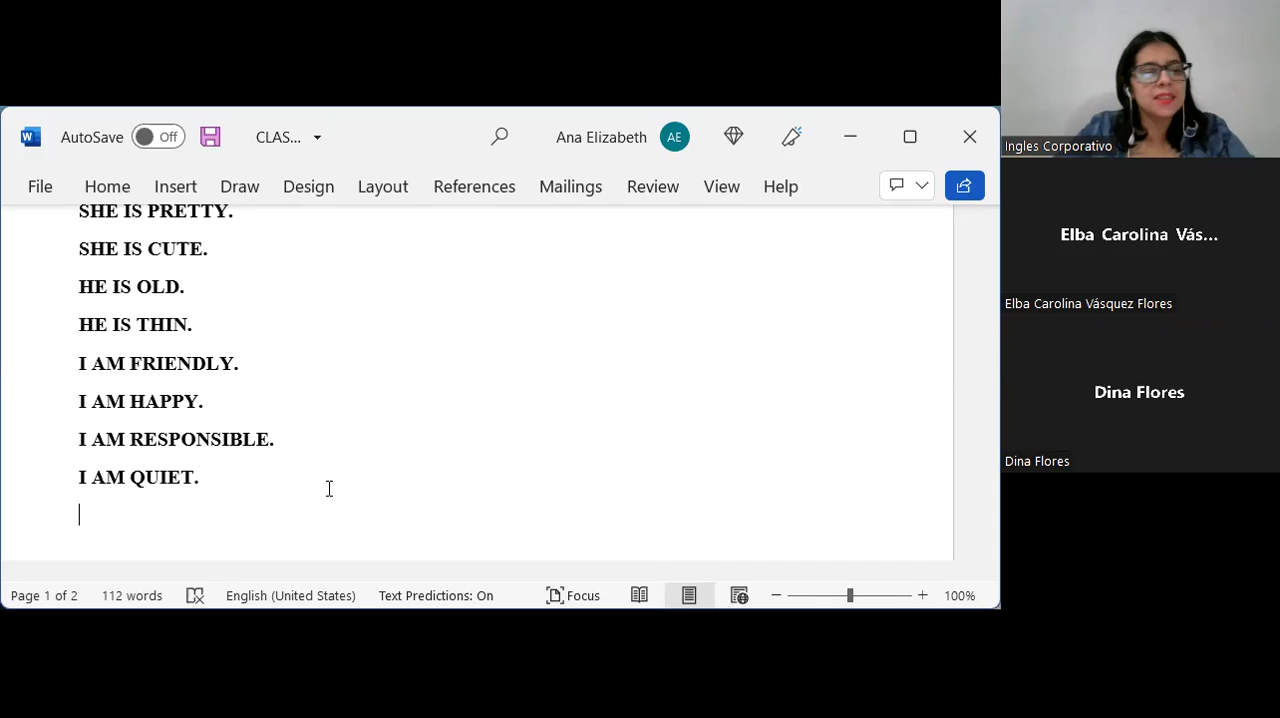 AutoSave Off CLAS... Ana Elizabeth AE
File Home Insert Draw Design Layout References Mailings Review View Help
SHE IS PRETTY.
SHE IS CUTE.
HE IS OLD.
HE IS THIN.
I AM FRIENDLY.
I AM HAPPY.
I AM RESPONSIBLE.
I AM QUIET.
Page 1 of 2 112 words English (United States) Text Predictions: On Focus 100%
Ingles Corporativo
Elba Carolina Vás...
Elba Carolina Vásquez Flores
Dina Flores
Dina Flores